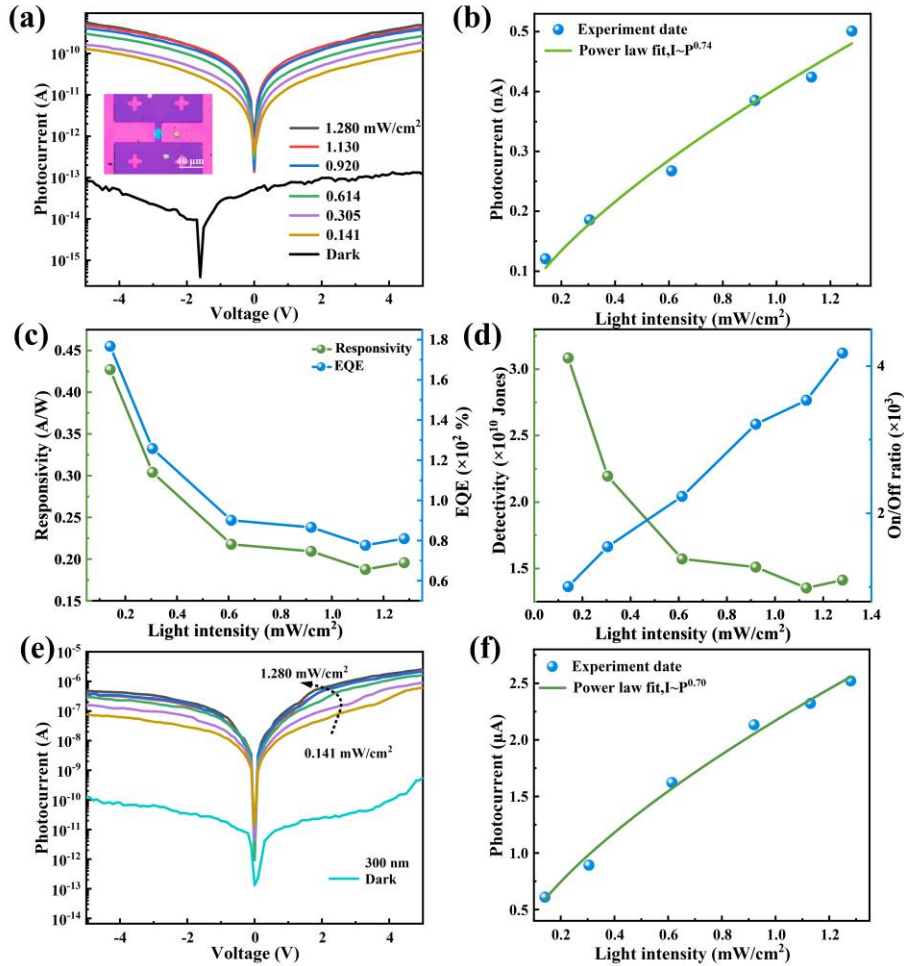 (a)
Photocurrent (A)
10⁻¹⁰
10⁻¹¹
10⁻¹²
10⁻¹³
10⁻¹⁴
10⁻¹⁵
40 μm
1.280 mW/cm²
1.130
0.920
0.614
0.305
0.141
Dark
-4 -2 0 2 4
Voltage (V)
(b)
Photocurrent (nA)
0.5
0.4
0.3
0.2
0.1
Experiment date
Power law fit,I~P^0.74
0.2 0.4 0.6 0.8 1.0 1.2
Light intensity (mW/cm²)
(c)
Responsivity (A/W)
0.45
0.40
0.35
0.30
0.25
0.20
0.15
Responsivity
EQE
1.8
1.6
1.4
1.2
1.0
0.8
0.6
EQE (×10² %)
0.2 0.4 0.6 0.8 1.0 1.2
Light intensity (mW/cm²)
(d)
Detectivity (×10¹⁰ Jones)
3.0
2.5
2.0
1.5
4
2
On/Off ratio (×10³)
0.0 0.2 0.4 0.6 0.8 1.0 1.2 1.4
Light intensity (mW/cm²)
(e)
Photocurrent (A)
10⁻⁵
10⁻⁶
10⁻⁷
10⁻⁸
10⁻⁹
10⁻¹⁰
10⁻¹¹
10⁻¹²
10⁻¹³
10⁻¹⁴
1.280 mW/cm²
0.141 mW/cm²
300 nm
Dark
-4 -2 0 2 4
Voltage (V)
(f)
Photocurrent (μA)
2.5
2.0
1.5
1.0
0.5
Experiment date
Power law fit,I~P^0.70
0.2 0.4 0.6 0.8 1.0 1.2
Light intensity (mW/cm²)